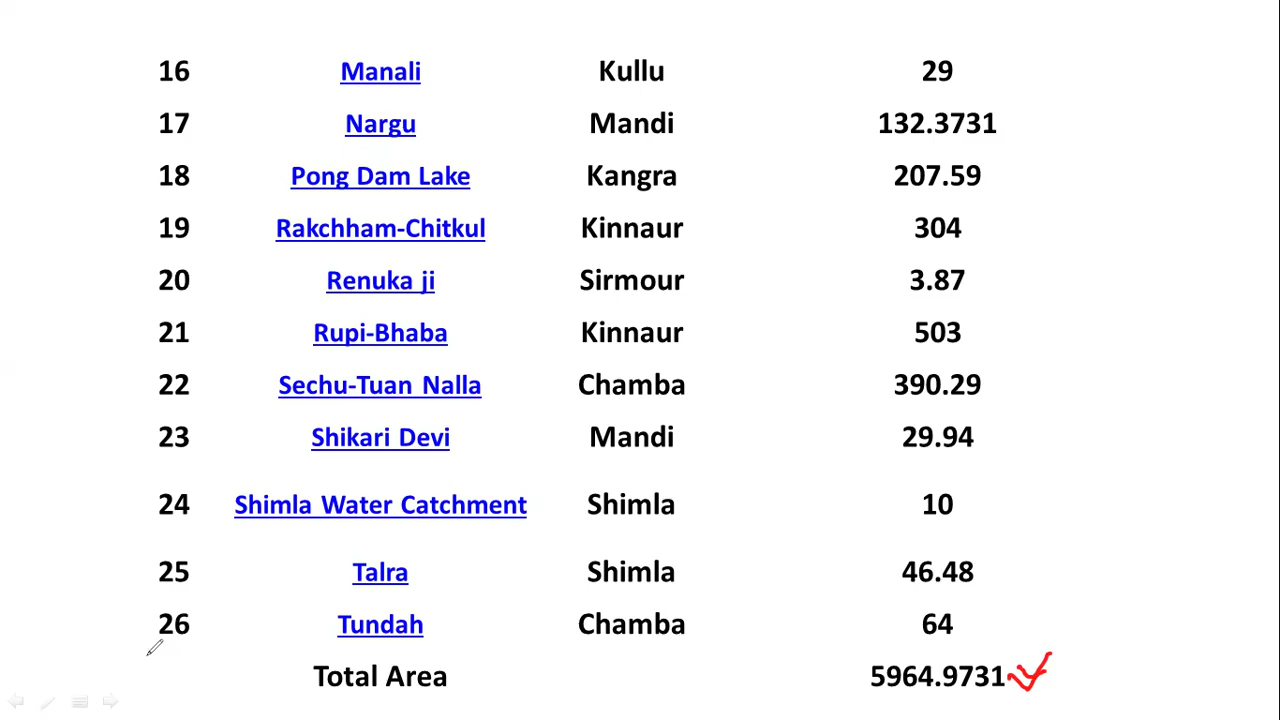 16 Manali Kullu 29
17 Nargu Mandi 132.3731
18 Pong Dam Lake Kangra 207.59
19 Rakchham-Chitkul Kinnaur 304
20 Renuka ji Sirmour 3.87
21 Rupi-Bhaba Kinnaur 503
22 Sechu-Tuan Nalla Chamba 390.29
23 Shikari Devi Mandi 29.94
24 Shimla Water Catchment Shimla 10
25 Talra Shimla 46.48
26 Tundah Chamba 64
Total Area 5964.9731